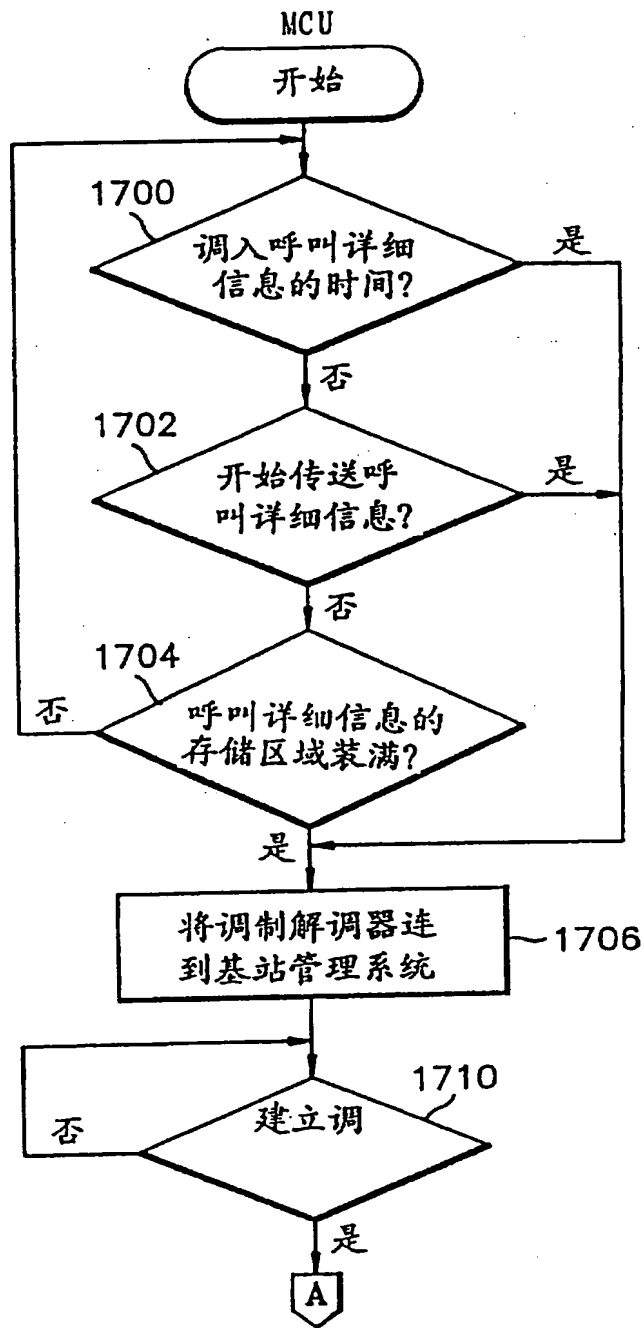 MCU
开始
1700
调入呼叫详细
信息的时间?
是
否
1702
开始传送呼
叫详细信息?
是
否
1704
否
呼叫详细信息的
存储区域装满?
是
将调制解调器连
到基站管理系统
1706
1710
建立调
否
是
A